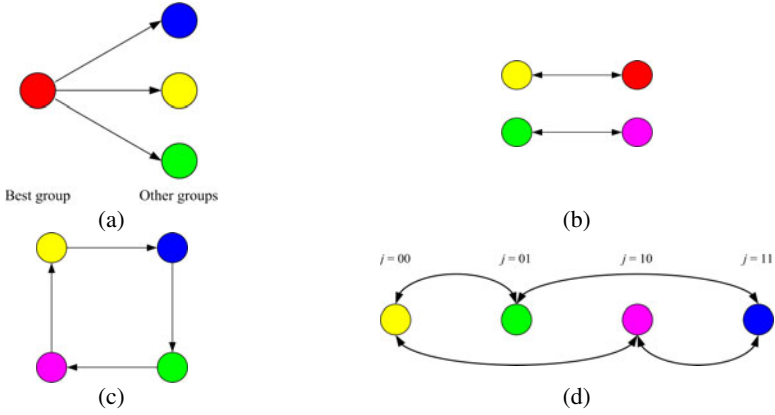 Best group
Other groups
(a)
(b)
(c)
j = 00
j = 01
j = 10
j = 11
(d)